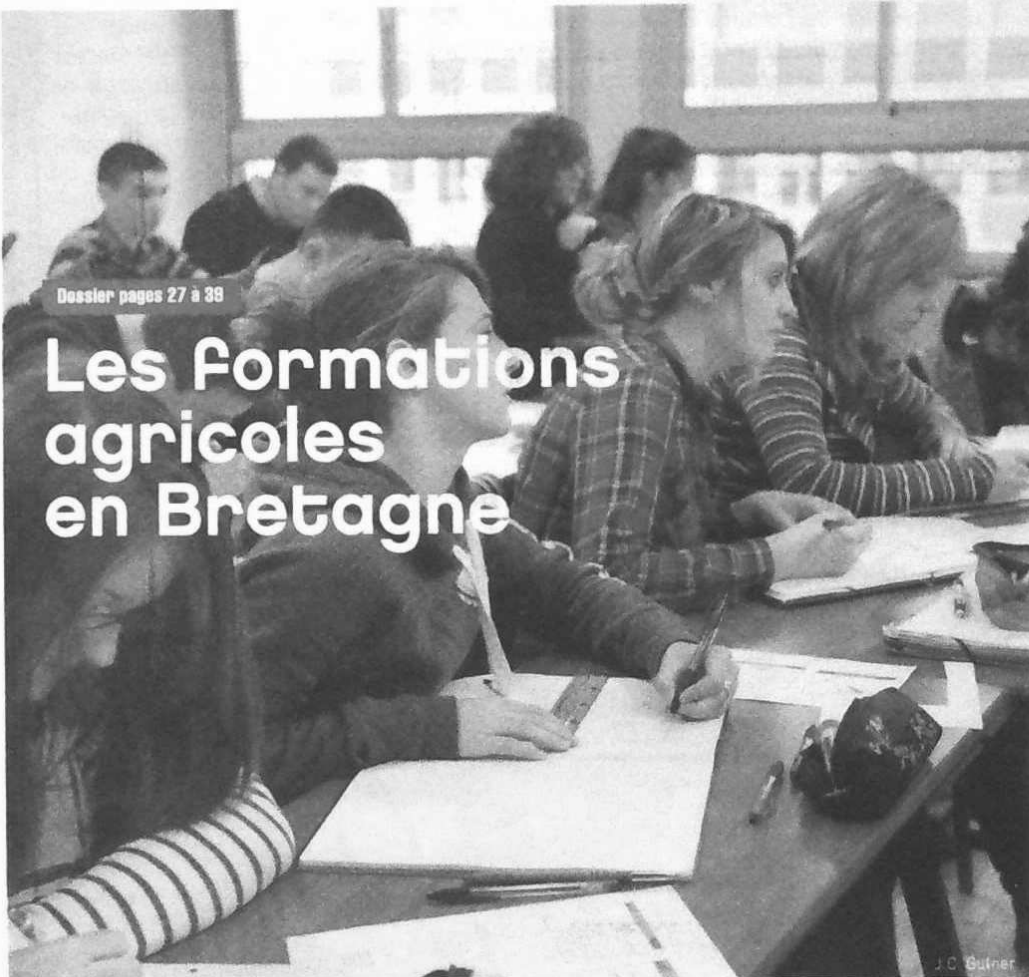 Dossier pages 27 à 39
Les formations
agricoles
en Bretagne
J.C. Gutner